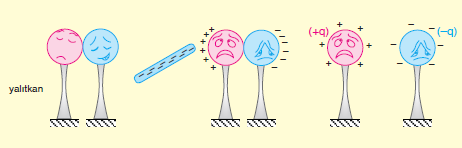 yalıtkan
(+q)
(–q)